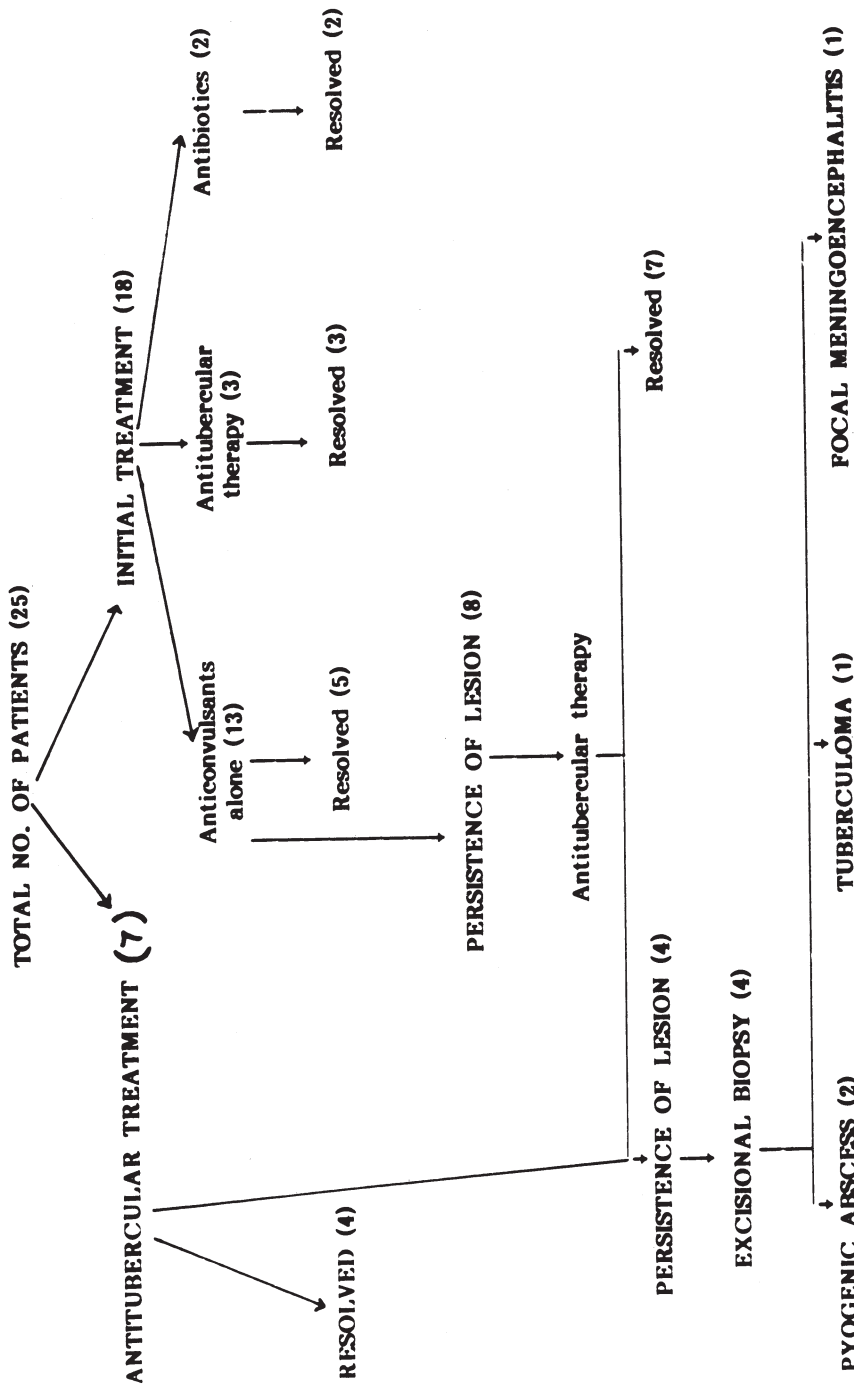 TOTAL NO. OF PATIENTS (25)
ANTITUBERCULAR TREATMENT (7)
INITIAL TREATMENT (18)
Anticonvulsants
alone (13)
Antitubercular
therapy (3)
Antibiotics (2)
RESOLVED (4)
Resolved (5)
Resolved (3)
Resolved (2)
PERSISTENCE OF LESION (8)
Antitubercular therapy
PERSISTENCE OF LESION (4)
Resolved (7)
EXCISIONAL BIOPSY (4)
PYOGENIC ABSCESS (2)
TUBERCULOMA (1)
FOCAL MENINGOENCEPHALITIS (1)